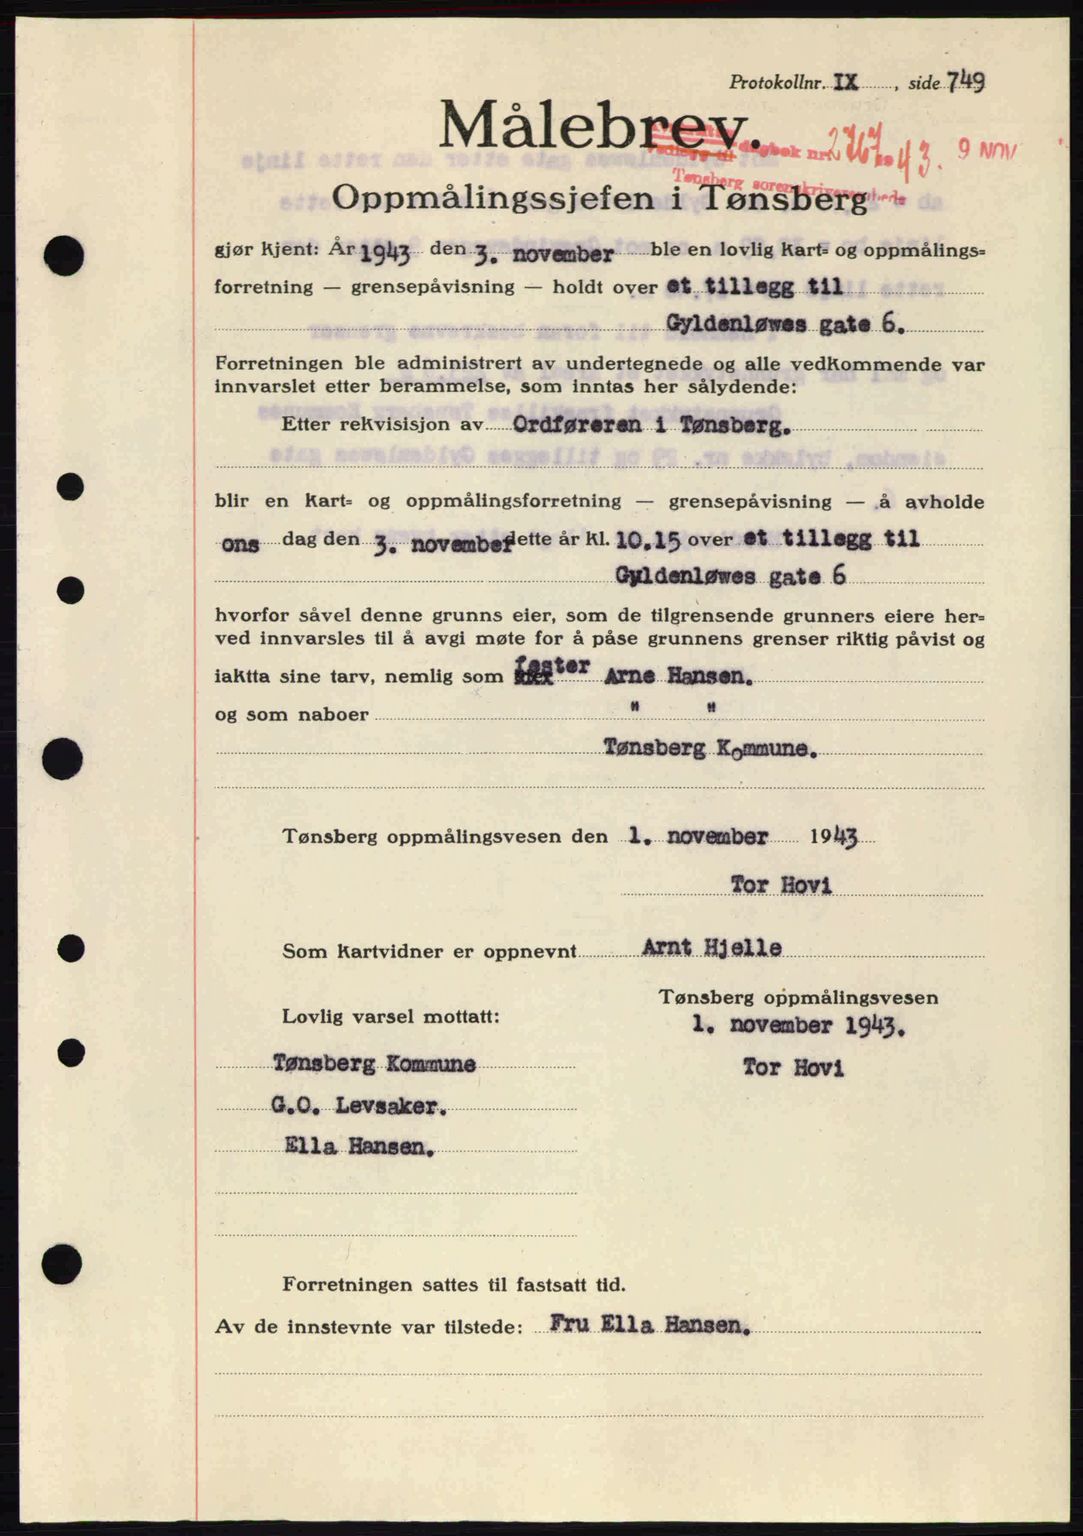 Protokollnr. IX, side 749
Målebrev.
dagbok nr. 2767 43. 9 NOV
Tønsberg sorenskriverembede
Oppmålingssjefen i Tønsberg
gjør kjent: År 1943 den 3. november ble en lovlig kart= og oppmålings=
forretning — grensepåvisning — holdt over et tillegg til
Gyldenløwes gate 6.
Forretningen ble administrert av undertegnede og alle vedkommende var
innvarslet etter berammelse, som inntas her sålydende:
Etter rekvisisjon av Ordføreren i Tønsberg.
blir en kart= og oppmålingsforretning — grensepåvisning — å avholde
ons dag den 3. november dette år kl. 10.15 over et tillegg til
Gyldenløwes gate 6
hvorfor såvel denne grunns eier, som de tilgrensende grunners eiere her=
ved innvarsles til å avgi møte for å påse grunnens grenser riktig påvist og
iaktta sine tarv, nemlig som fester Arne Hansen.
og som naboer " "
Tønsberg Kommune.
Tønsberg oppmålingsvesen den 1. november 1943
Tor Hovi
Som kartvidner er oppnevnt Arnt Hjelle
Tønsberg oppmålingsvesen
Lovlig varsel mottatt:
1. november 1943.
Tønsberg Kommune
Tor Hovi
G.O. Levsaker.
Ella Hansen.
Forretningen sattes til fastsatt tid.
Av de innstevnte var tilstede: Fru Ella Hansen.